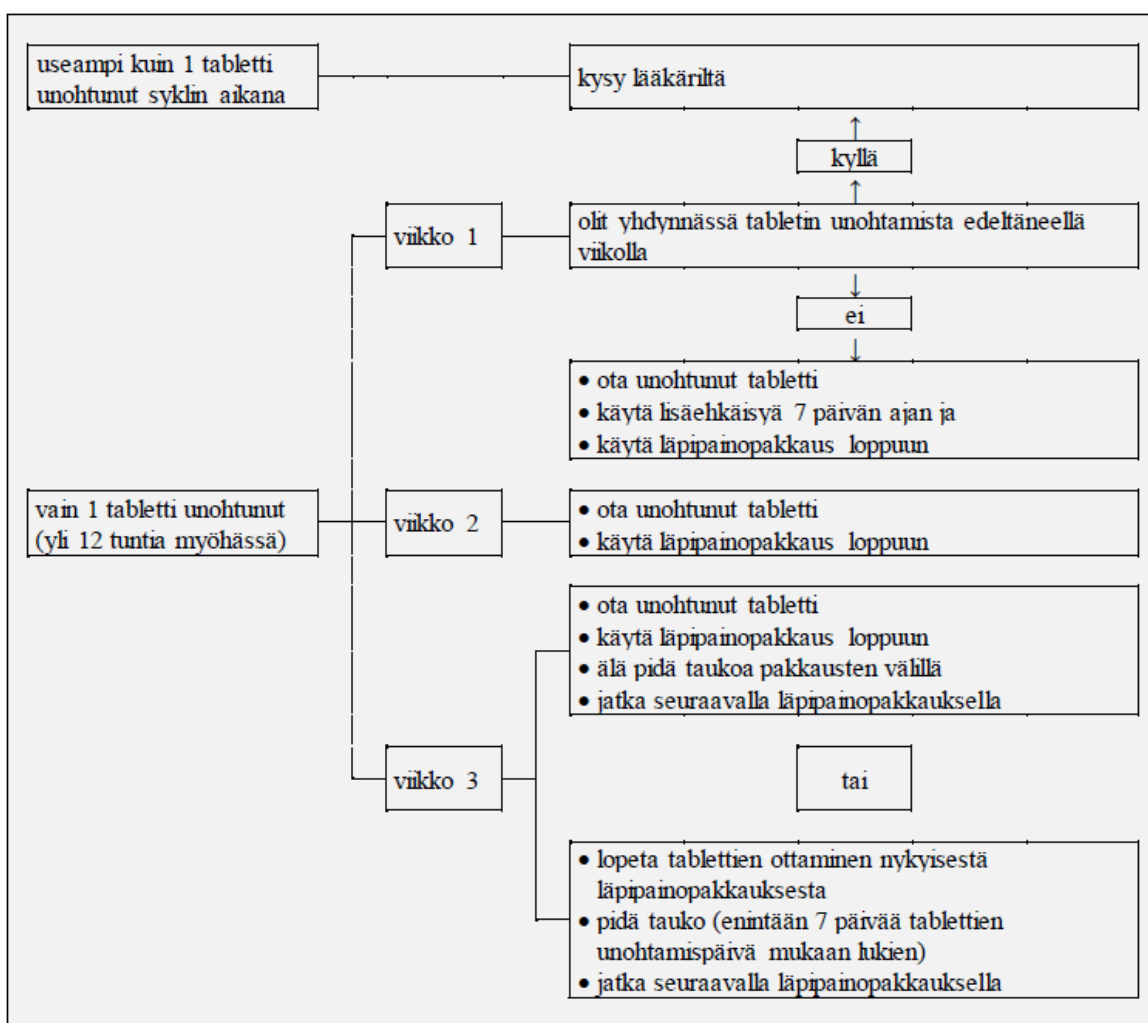 useampi kuin 1 tabletti
unohtunut syklin aikana
kysy lääkäriltä
↑
kyllä
↑
viikko 1
olit yhdynnässä tabletin unohtamista edeltäneellä
viikolla
↓
ei
↓
• ota unohtunut tabletti
• käytä lisäehkäisyä 7 päivän ajan ja
• käytä läpipainopakkaus loppuun
vain 1 tabletti unohtunut
(yli 12 tuntia myöhässä)
viikko 2
• ota unohtunut tabletti
• käytä läpipainopakkaus loppuun
• ota unohtunut tabletti
• käytä läpipainopakkaus loppuun
• älä pidä taukoa pakkausten välillä
• jatka seuraavalla läpipainopakkauksella
viikko 3
tai
• lopeta tablettien ottaminen nykyisestä
läpipainopakkauksesta
• pidä tauko (enintään 7 päivää tablettien
unohtamispäivä mukaan lukien)
• jatka seuraavalla läpipainopakkauksella